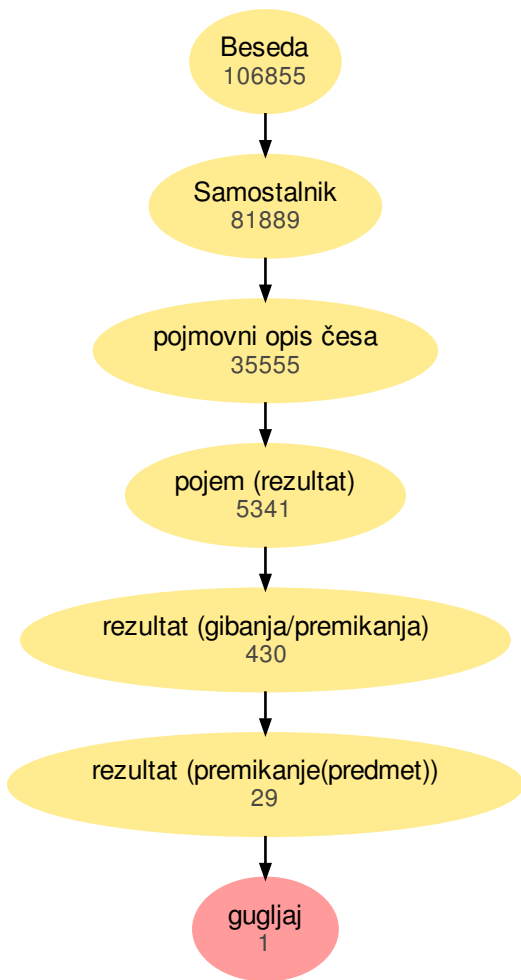 Beseda
106855
Samostalnik
81889
pojmovni opis česa
35555
pojem (rezultat)
5341
rezultat (gibanja/premikanja)
430
rezultat (premikanje(predmet))
29
gugljaj
1